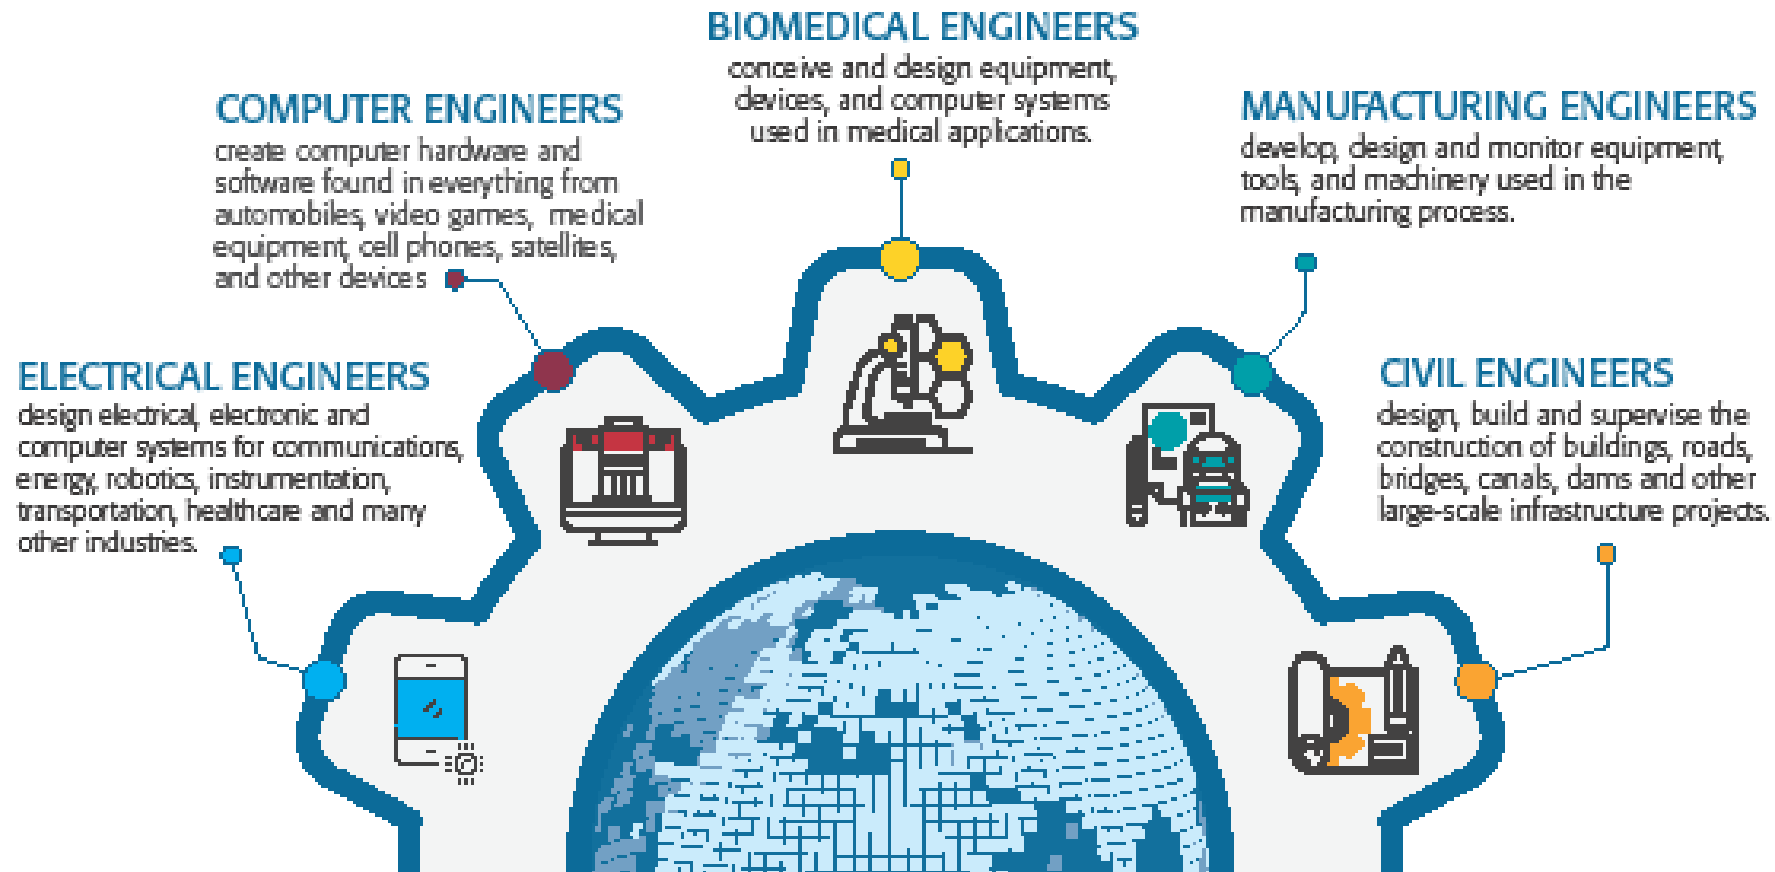 BIOMEDICAL ENGINEERS
conceive and design equipment,
devices, and computer systems
used in medical applications.
COMPUTER ENGINEERS
create computer hardware and
software found in everything from
automobiles, video games, medical
equipment, cell phones, satellites,
and other devices
MANUFACTURING ENGINEERS
develop, design and monitor equipment,
tools, and machinery used in the
manufacturing process.
ELECTRICAL ENGINEERS
design electrical, electronic and
computer systems for communications,
energy, robotics, instrumentation,
transportation, healthcare and many
other industries.
CIVIL ENGINEERS
design, build and supervise the
construction of buildings, roads,
bridges, canals, dams and other
large-scale infrastructure projects.